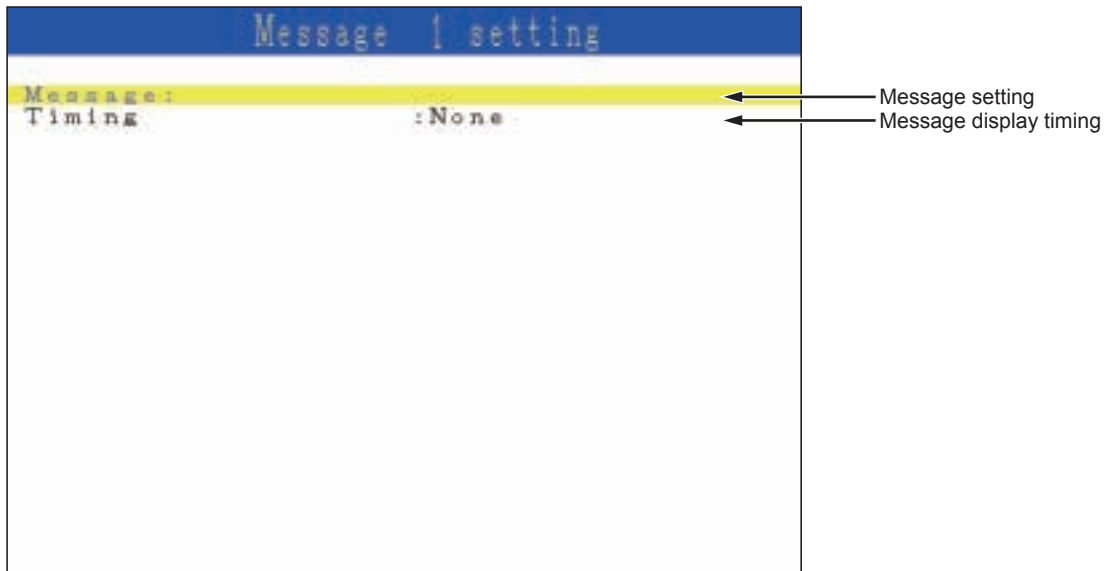 Message 1 setting
Message:
Timing :None
Message setting
Message display timing